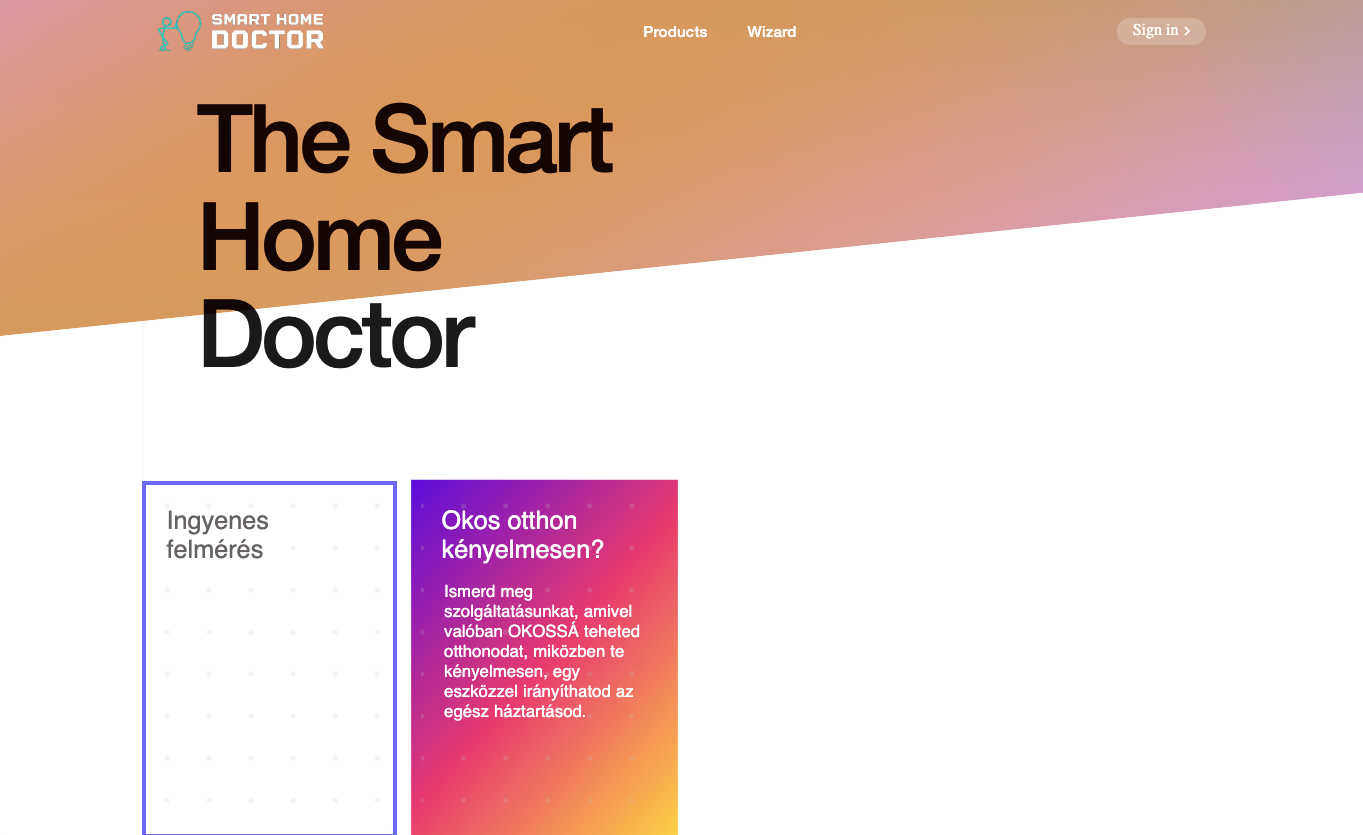 SMART HOME
DOCTOR
Products
Wizard
Sign in
The Smart
Home
Doctor
Ingyenes
felmérés
Okos otthon
kényelmesen?
Ismerd meg
szolgáltatásunkat, amivel
valóban OKOSSÁ teheted
otthonodat, miközben te
kényelmesen, egy
eszközzel irányíthatod az
egész háztartásod.